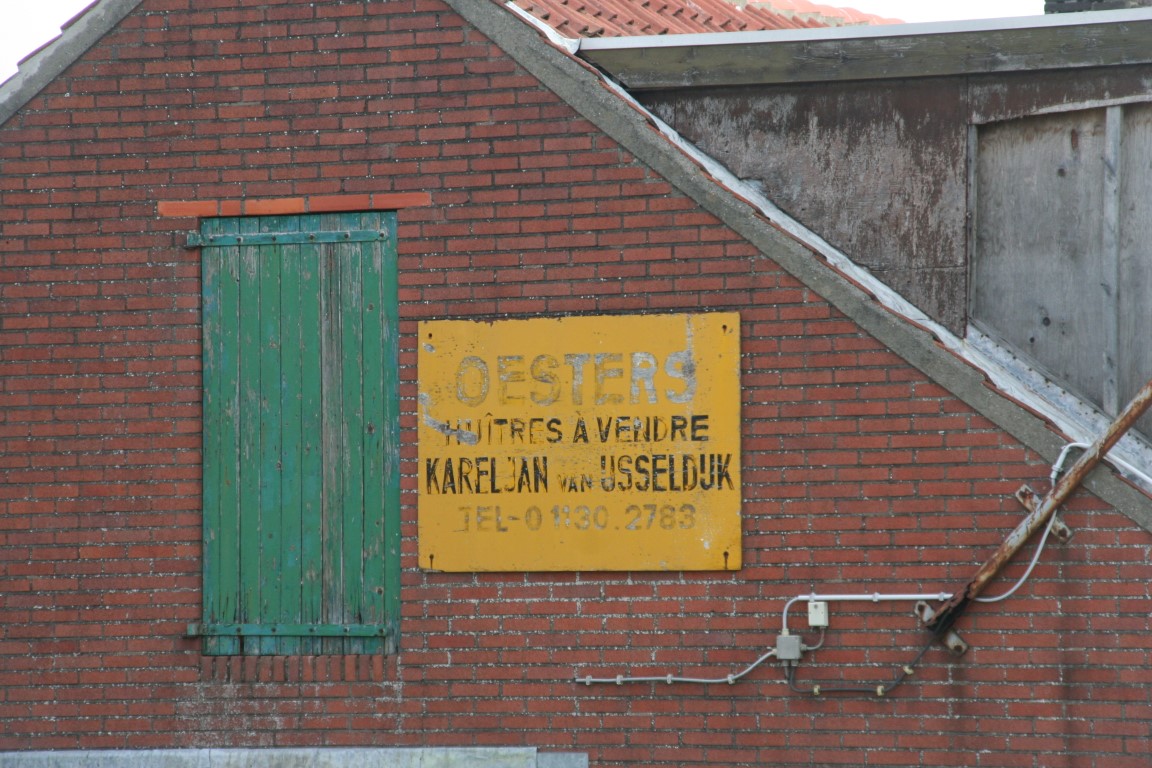 OESTERS
HUÎTRES À VENDRE
KARELJAN VAN IJSSELDIJK
TEL-01130.2783